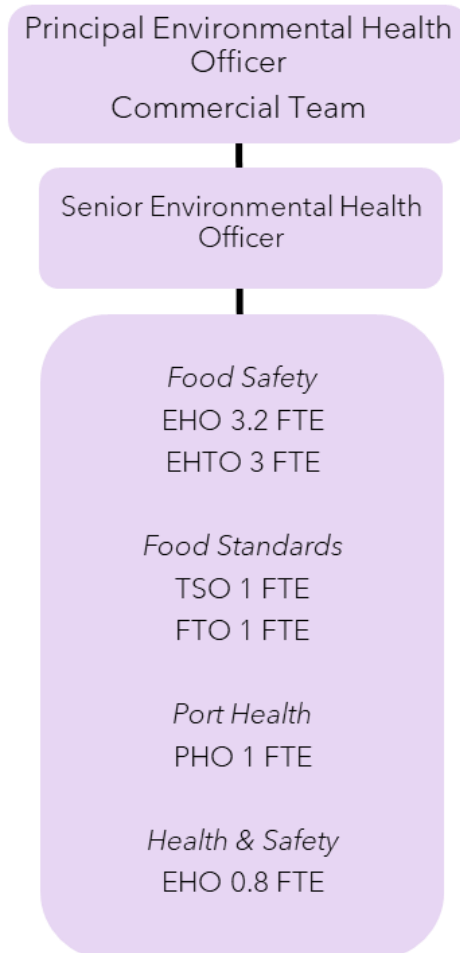 Principal Environmental Health
Officer
Commercial Team
Senior Environmental Health
Officer
Food Safety
EHO 3.2 FTE
EHTO 3 FTE
Food Standards
TSO 1 FTE
FTO 1 FTE
Port Health
PHO 1 FTE
Health & Safety
EHO 0.8 FTE